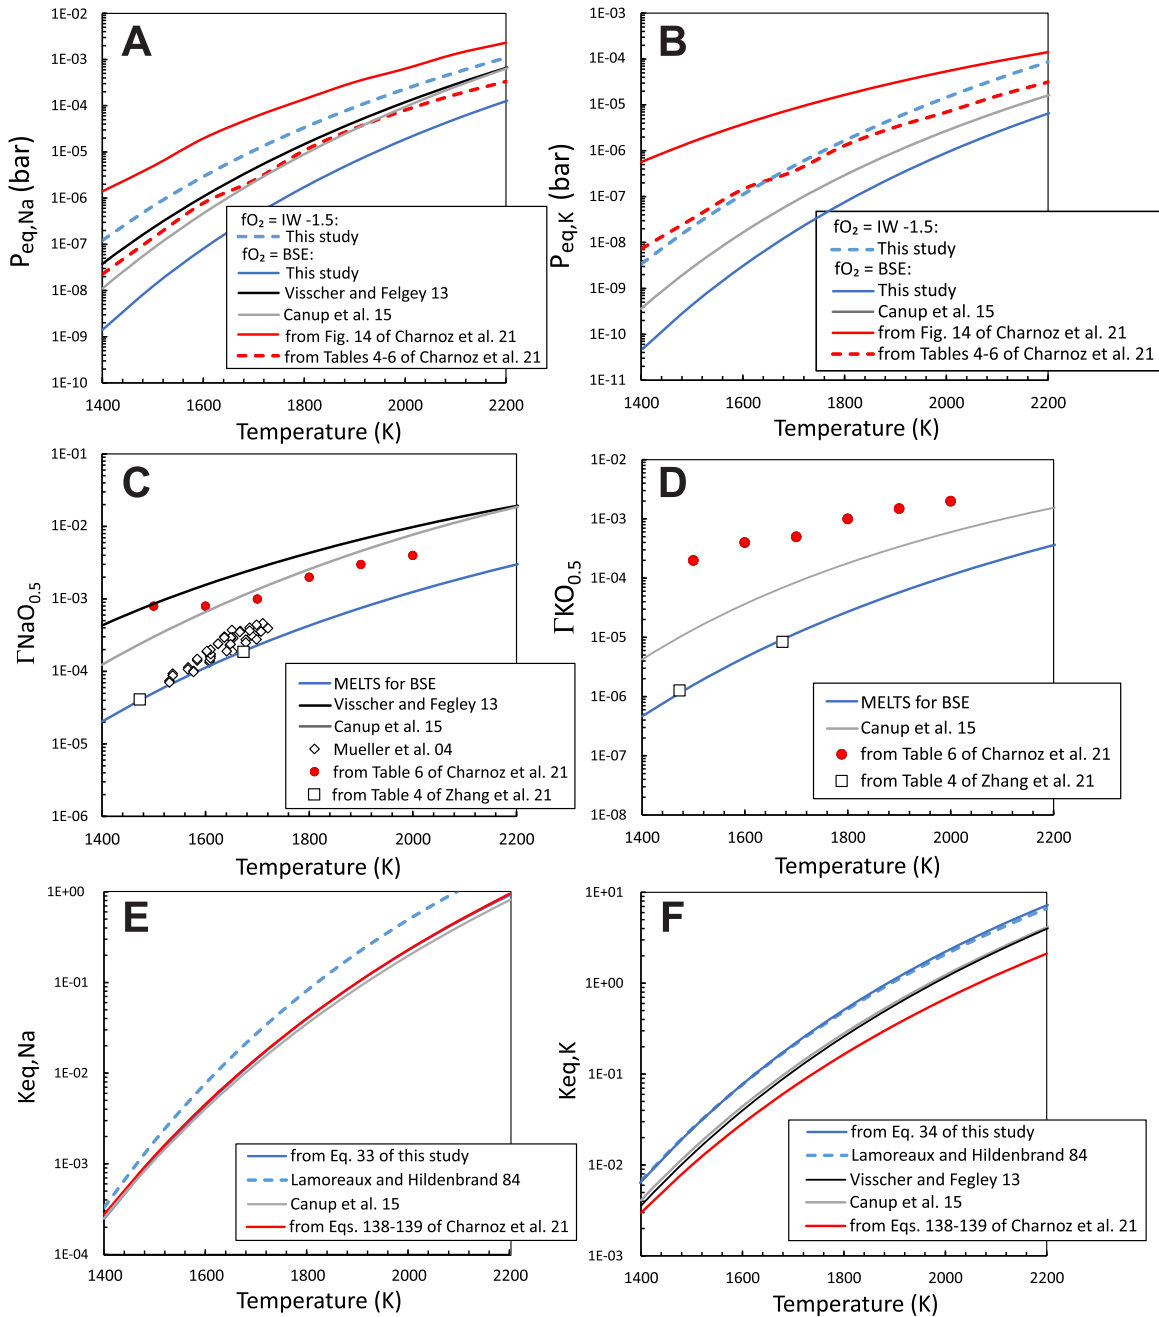 A
1E-02
1E-03
1E-04
1E-05
1E-06
1E-07
1E-08
1E-09
1E-10
Peq,Na (bar)
fO₂ = IW -1.5:
This study
fO₂ = BSE:
This study
Visscher and Felgey 13
Canup et al. 15
from Fig. 14 of Charnoz et al. 21
from Tables 4-6 of Charnoz et al. 21
1400 1600 1800 2000 2200
Temperature (K)
B
1E-03
1E-04
1E-05
1E-06
1E-07
1E-08
1E-09
1E-10
1E-11
Peq,K (bar)
fO₂ = IW -1.5:
This study
fO₂ = BSE:
This study
Canup et al. 15
from Fig. 14 of Charnoz et al. 21
from Tables 4-6 of Charnoz et al. 21
1400 1600 1800 2000 2200
Temperature (K)
C
1E-01
1E-02
1E-03
1E-04
1E-05
1E-06
ΓNaO0.5
MELTS for BSE
Visscher and Fegley 13
Canup et al. 15
Mueller et al. 04
from Table 6 of Charnoz et al. 21
from Table 4 of Zhang et al. 21
1400 1600 1800 2000 2200
Temperature (K)
D
1E-02
1E-03
1E-04
1E-05
1E-06
1E-07
1E-08
ΓKO0.5
MELTS for BSE
Canup et al. 15
from Table 6 of Charnoz et al. 21
from Table 4 of Zhang et al. 21
1400 1600 1800 2000 2200
Temperature (K)
E
1E+00
1E-01
1E-02
1E-03
1E-04
Keq,Na
from Eq. 33 of this study
Lamoreaux and Hildenbrand 84
Canup et al. 15
from Eqs. 138-139 of Charnoz et al. 21
1400 1600 1800 2000 2200
Temperature (K)
F
1E+01
1E+00
1E-01
1E-02
1E-03
Keq,K
from Eq. 34 of this study
Lamoreaux and Hildenbrand 84
Visscher and Fegley 13
Canup et al. 15
from Eqs. 138-139 of Charnoz et al. 21
1400 1600 1800 2000 2200
Temperature (K)